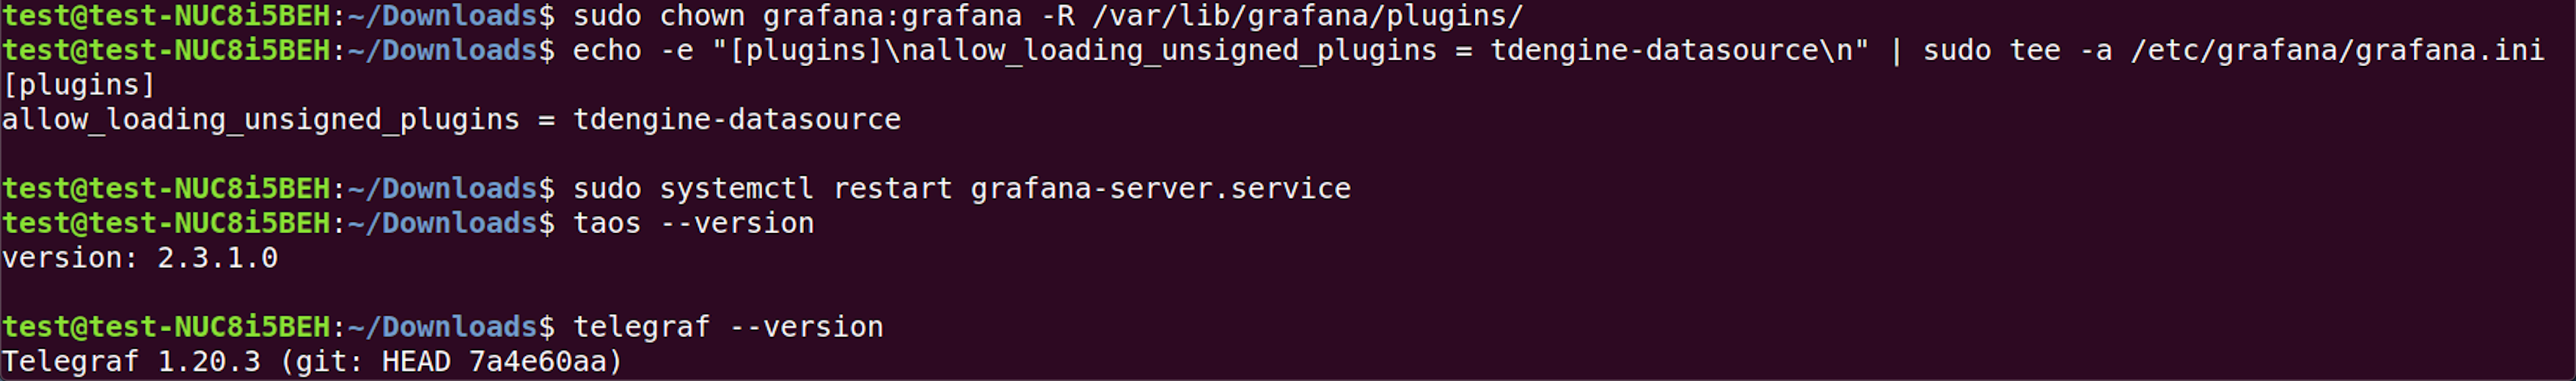 test@test-NUC8i5BEH:~/Downloads$ sudo chown grafana:grafana -R /var/lib/grafana/plugins/
test@test-NUC8i5BEH:~/Downloads$ echo -e "[plugins]\nallow_loading_unsigned_plugins = tdengine-datasource\n" | sudo tee -a /etc/grafana/grafana.ini
[plugins]
allow_loading_unsigned_plugins = tdengine-datasource
test@test-NUC8i5BEH:~/Downloads$ sudo systemctl restart grafana-server.service
test@test-NUC8i5BEH:~/Downloads$ taos --version
version: 2.3.1.0
test@test-NUC8i5BEH:~/Downloads$ telegraf --version
Telegraf 1.20.3 (git: HEAD 7a4e60aa)